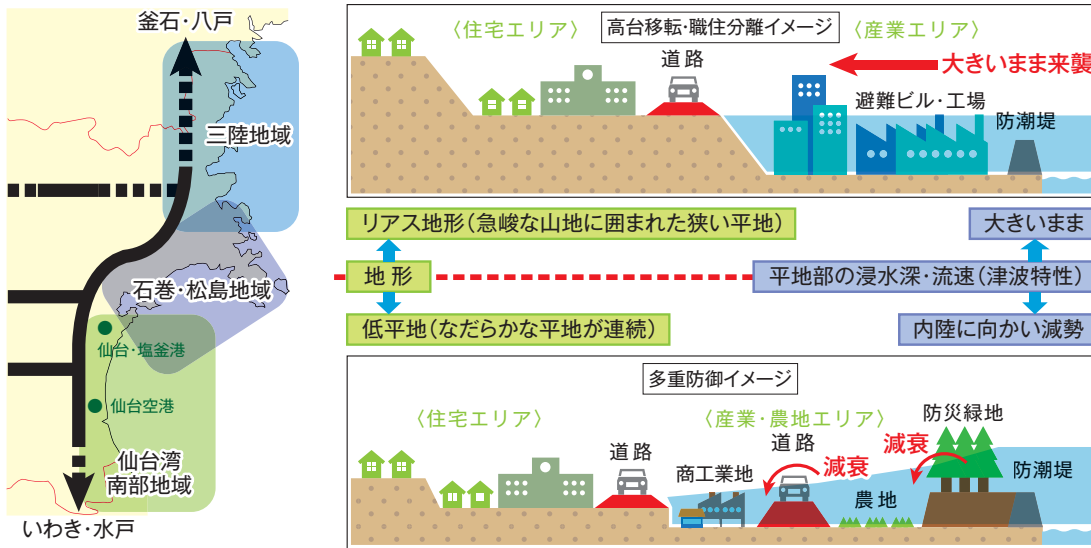 釜石・八戸
三陸地域
石巻・松島地域
仙台・塩釜港
仙台空港
仙台湾
南部地域
いわき・水戸
高台移転・職住分離イメージ
〈住宅エリア〉
〈産業エリア〉
道路
大きいまま来襲
避難ビル・工場
防潮堤
リアス地形(急峻な山地に囲まれた狭い平地)
大きいまま
地形
平地部の浸水深・流速(津波特性)
低平地(なだらかな平地が連続)
内陸に向かい減勢
多重防御イメージ
〈住宅エリア〉
〈産業・農地エリア〉
防災緑地
道路
道路
減衰
減衰
商工業地
農地
防潮堤